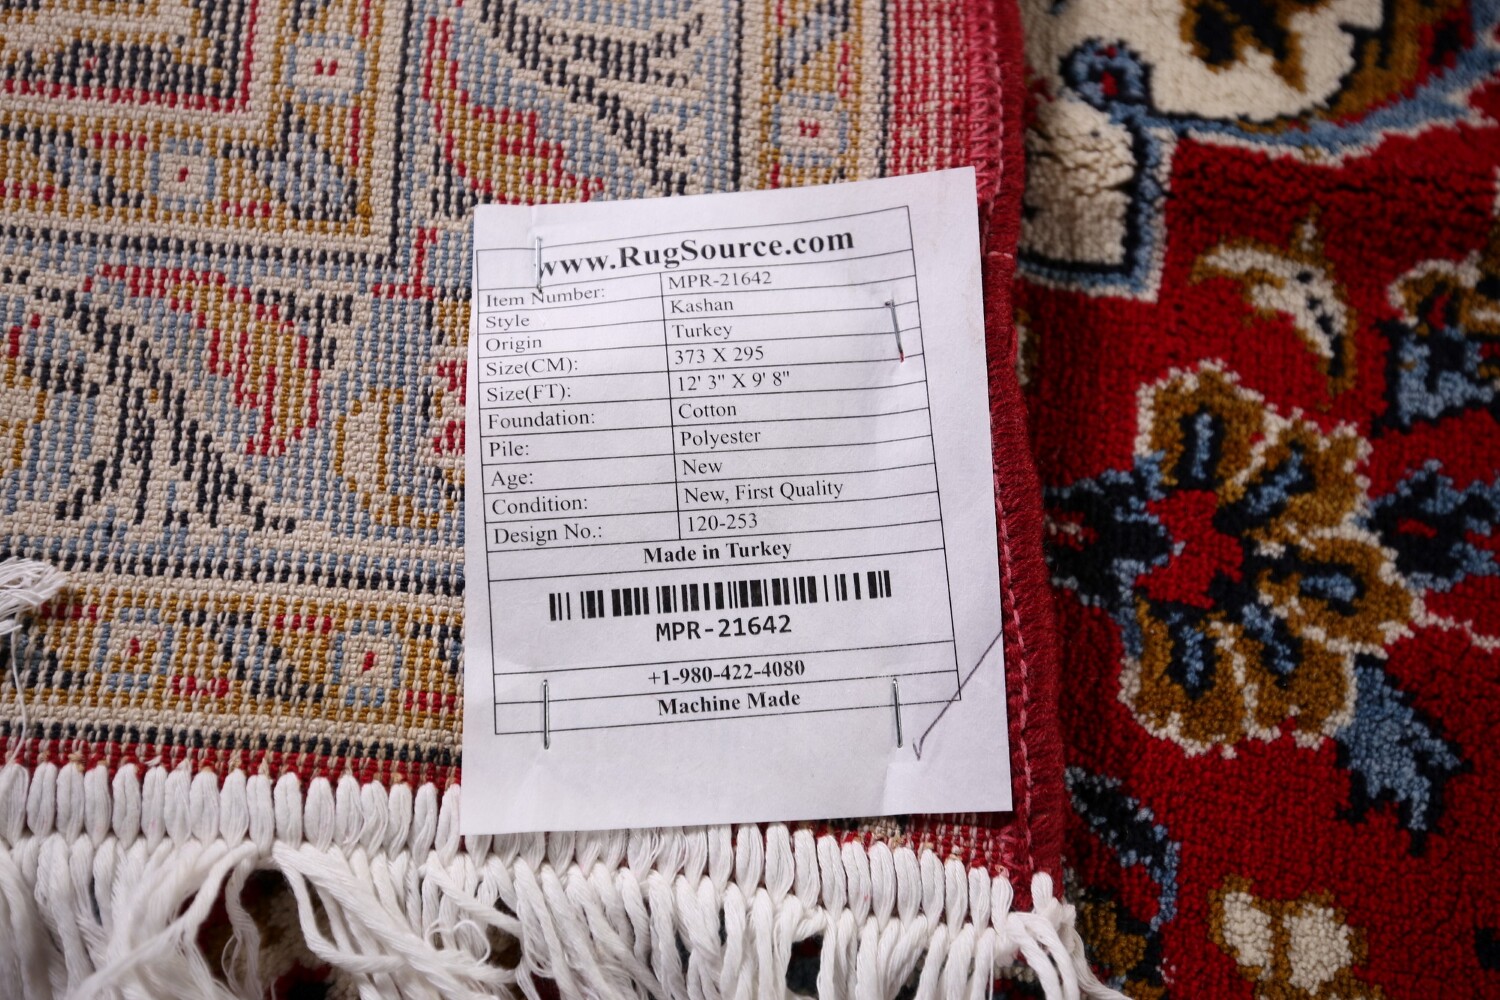 www.RugSource.com
Item Number: MPR-21642
Style Kashan
Origin Turkey
Size(CM): 373 X 295
Size(FT): 12' 3" X 9' 8"
Foundation: Cotton
Pile: Polyester
Age: New
Condition: New, First Quality
Design No.: 120-253
Made in Turkey
MPR-21642
+1-980-422-4080
Machine Made